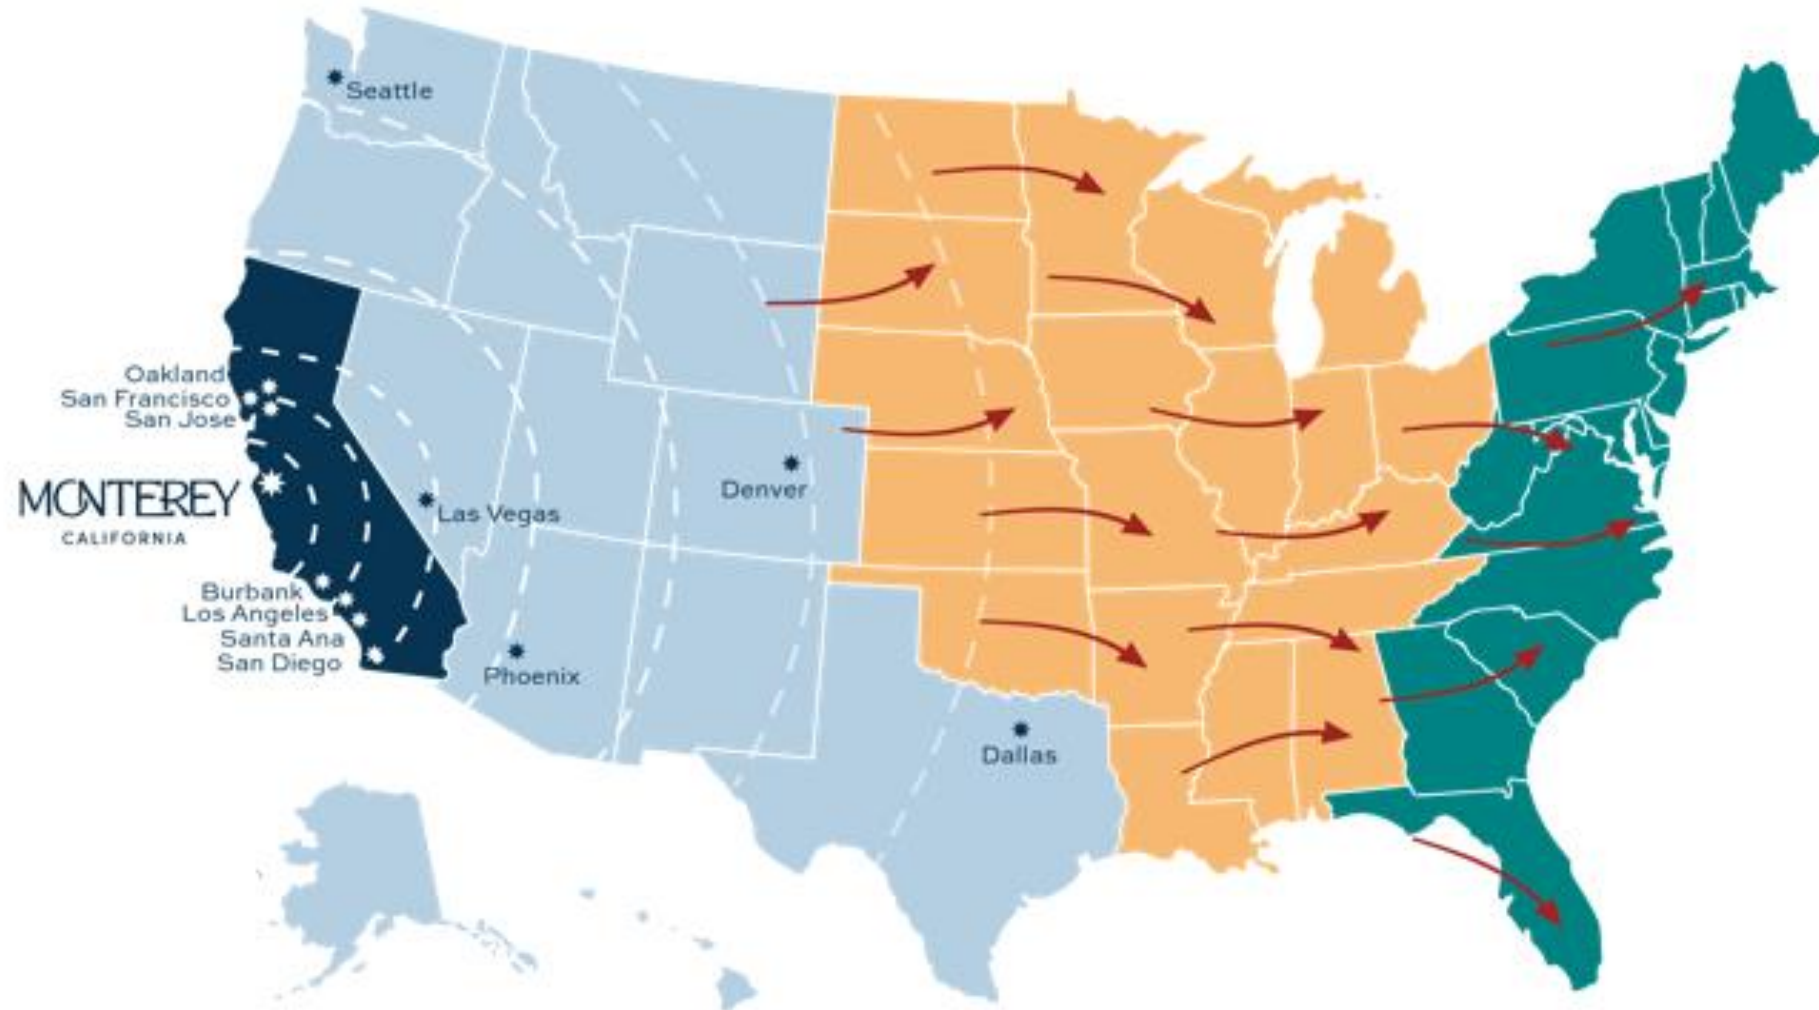 Seattle
Oakland
San Francisco
San Jose
MONTEREY
CALIFORNIA
Las Vegas
Denver
Burbank
Los Angeles
Santa Ana
San Diego
Phoenix
Dallas